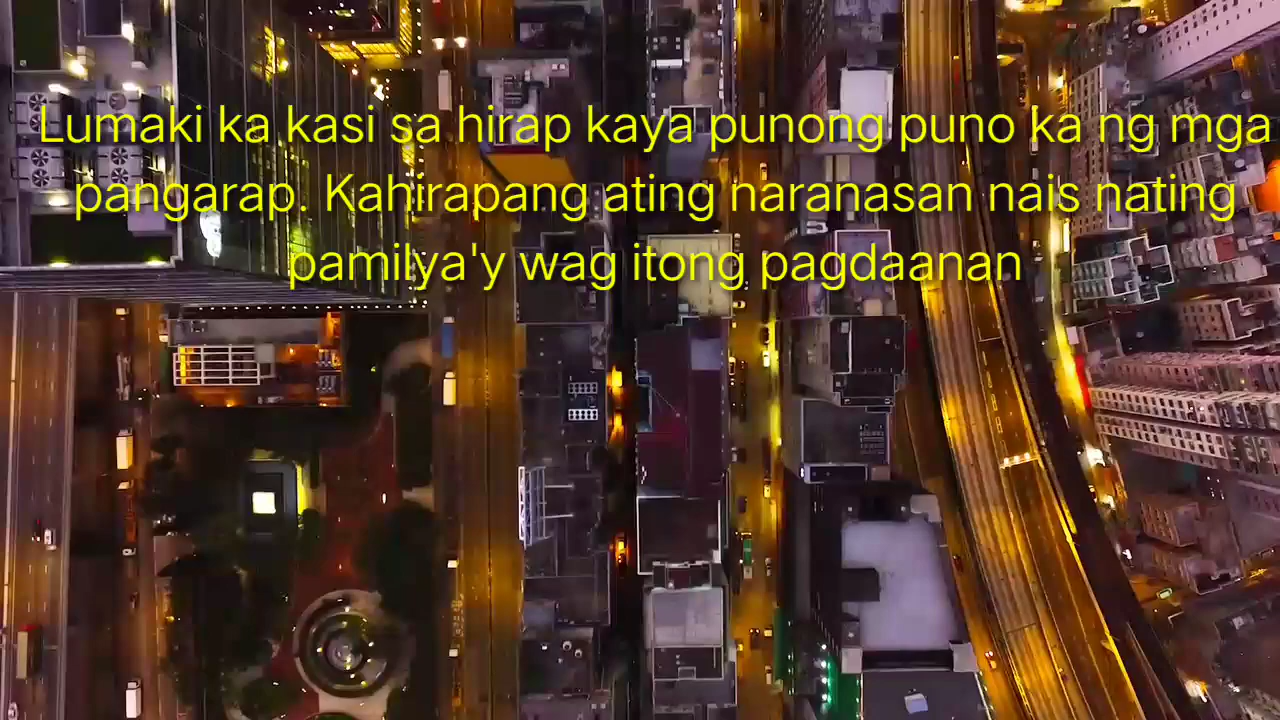 Lumaki ka kasi sa hirap kaya punong puno ka ng mga
pangarap. Kahirapang ating naranasan nais nating
pamilya'y wag itong pagdaanan